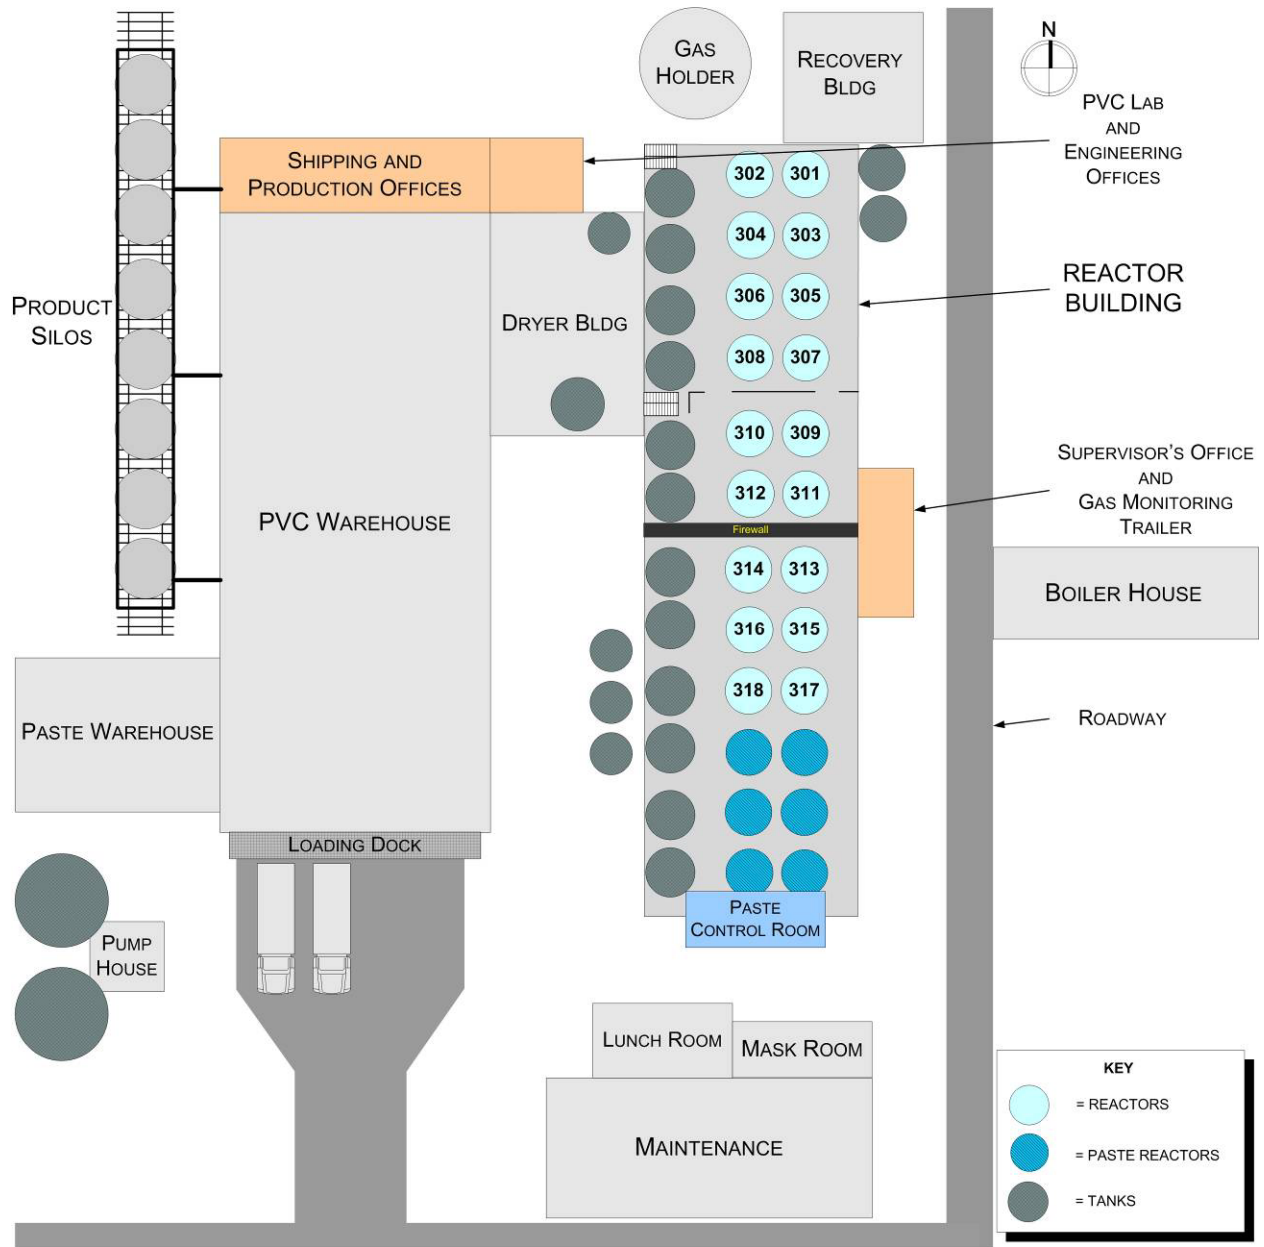 GAS
HOLDER
RECOVERY
BLDG
N
PVC LAB
AND
ENGINEERING
OFFICES
SHIPPING AND
PRODUCTION OFFICES
302
301
304
303
REACTOR
BUILDING
306
305
PRODUCT
SILOS
DRYER BLDG
308
307
310
309
SUPERVISOR'S OFFICE
AND
GAS MONITORING
TRAILER
312
311
PVC WAREHOUSE
Firewall
314
313
BOILER HOUSE
316
315
318
317
PASTE WAREHOUSE
ROADWAY
LOADING DOCK
PASTE
CONTROL ROOM
PUMP
HOUSE
LUNCH ROOM
MASK ROOM
MAINTENANCE
KEY
= REACTORS
= PASTE REACTORS
= TANKS